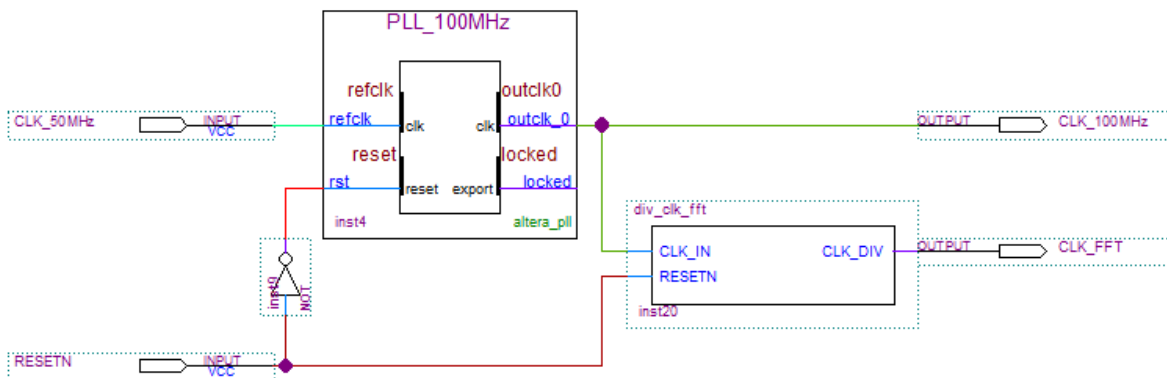 PLL_100MHz
refclk outclk0
CLK_50MHz INPUT VCC refclk clk clk outclk_0 OUTPUT CLK_100MHz
reset locked
rst reset export locked
inst4 altera_pll
div_clk_fft
CLK_IN CLK_DIV OUTPUT CLK_FFT
RESETN
inst9 NOT
inst20
RESETN INPUT VCC